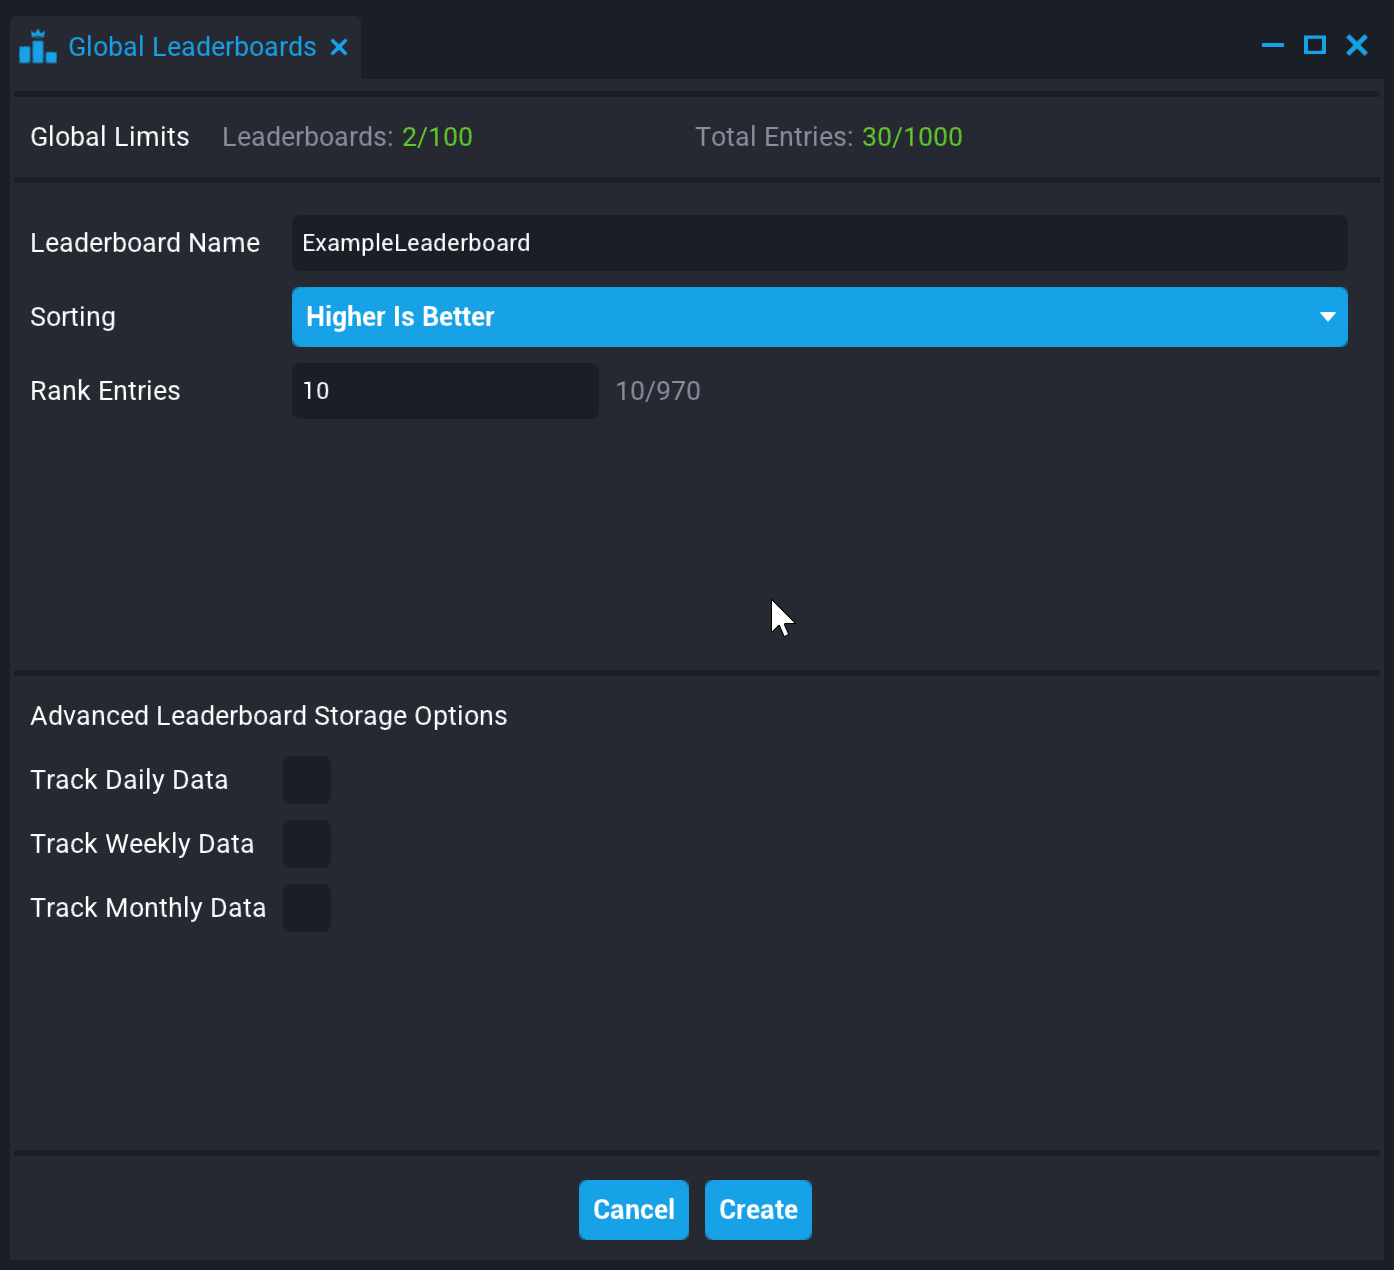 Global Leaderboards
Global Limits Leaderboards: 2/100 Total Entries: 30/1000
Leaderboard Name ExampleLeaderboard
Sorting Higher Is Better
Rank Entries 10 10/970
Advanced Leaderboard Storage Options
Track Daily Data
Track Weekly Data
Track Monthly Data
Cancel Create